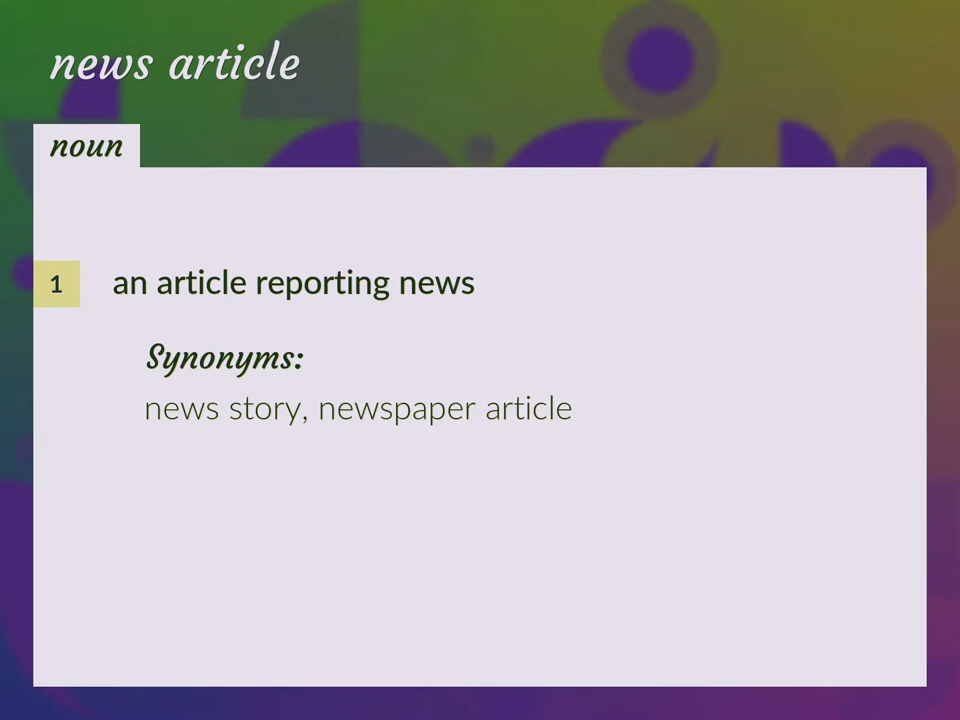 news article
noun
1
an article reporting news
Synonyms:
news story, newspaper article